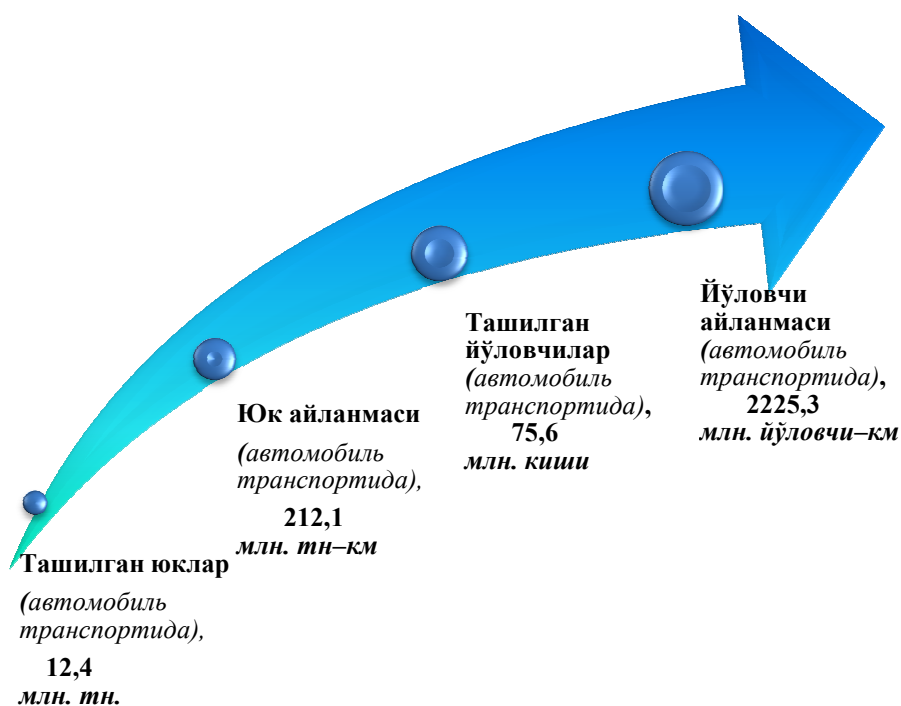 Ташилган юклар
(автомобиль
транспортида),
12,4
млн. тн.
Юк айланмаси
(автомобиль
транспортида),
212,1
млн. тн–км
Ташилган
йўловчилар
(автомобиль
транспортида),
75,6
млн. киши
Йўловчи
айланмаси
(автомобиль
транспортида),
2225,3
млн. йўловчи–км